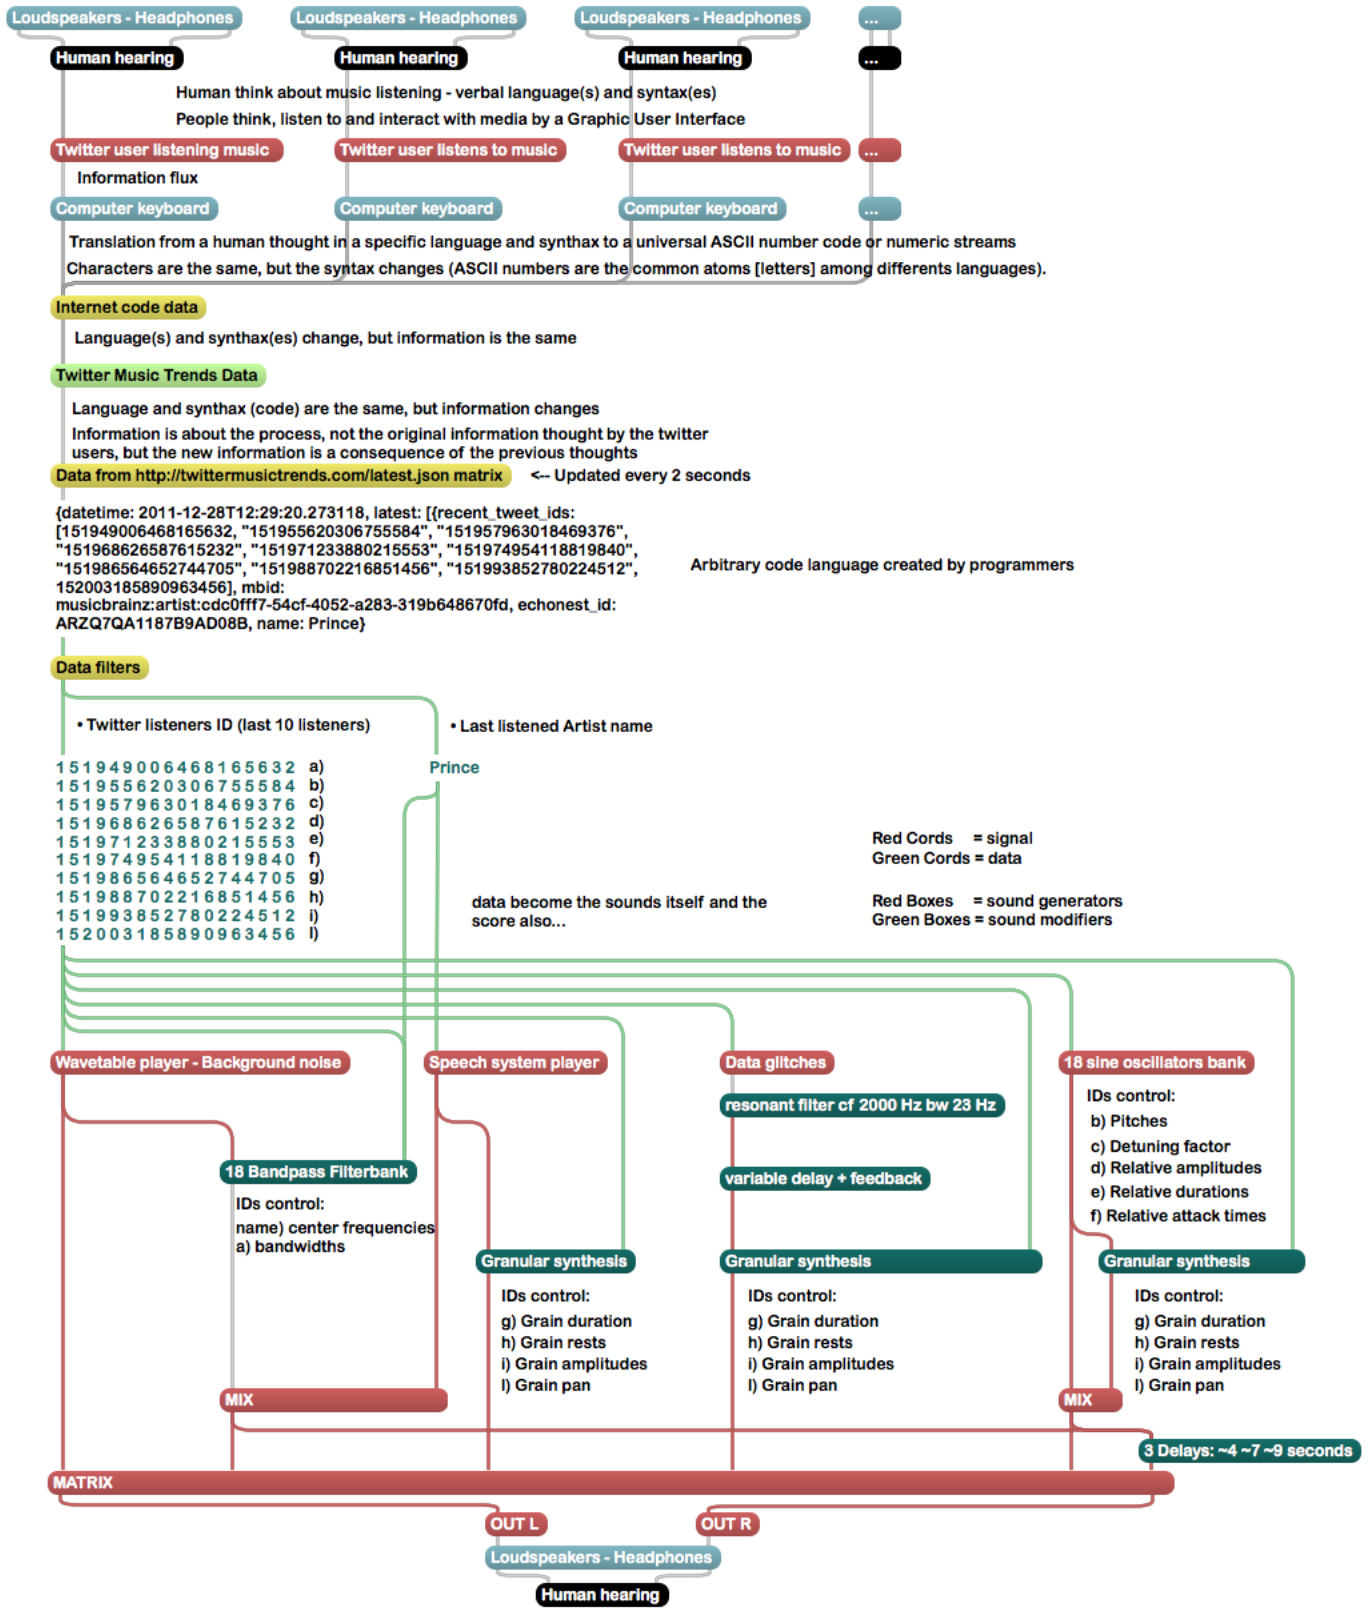 Loudspeakers - Headphones
Loudspeakers - Headphones
Loudspeakers - Headphones
...
Human hearing
Human hearing
Human hearing
...
Human think about music listening - verbal language(s) and syntax(es)
People think, listen to and interact with media by a Graphic User Interface
Twitter user listening music
Twitter user listens to music
Twitter user listens to music
...
Information flux
Computer keyboard
Computer keyboard
Computer keyboard
...
Translation from a human thought in a specific language and synthax to a universal ASCII number code or numeric streams
Characters are the same, but the syntax changes (ASCII numbers are the common atoms [letters] among differents languages).
Internet code data
Language(s) and synthax(es) change, but information is the same
Twitter Music Trends Data
Language and synthax (code) are the same, but information changes
Information is about the process, not the original information thought by the twitter
users, but the new information is a consequence of the previous thoughts
Data from http://twittermusictrends.com/latest.json matrix
<-- Updated every 2 seconds
{datetime: 2011-12-28T12:29:20.273118, latest: [{recent_tweet_ids:
[151949006468165632, "151955620306755584", "151957963018469376",
"151968626587615232", "151971233880215553", "151974954118819840",
"151986564652744705", "151988702216851456", "151993852780224512",
152003185890963456], mbid:
musicbrainz:artist:cdc0fff7-54cf-4052-a283-319b648670fd, echonest_id:
ARZQ7QA1187B9AD08B, name: Prince}
Arbitrary code language created by programmers
Data filters
• Twitter listeners ID (last 10 listeners)
• Last listened Artist name
1 5 1 9 4 9 0 0 6 4 6 8 1 6 5 6 3 2 a)
1 5 1 9 5 5 6 2 0 3 0 6 7 5 5 5 8 4 b)
1 5 1 9 5 7 9 6 3 0 1 8 4 6 9 3 7 6 c)
1 5 1 9 6 8 6 2 6 5 8 7 6 1 5 2 3 2 d)
1 5 1 9 7 1 2 3 3 8 8 0 2 1 5 5 5 3 e)
1 5 1 9 7 4 9 5 4 1 1 8 8 1 9 8 4 0 f)
1 5 1 9 8 6 5 6 4 6 5 2 7 4 4 7 0 5 g)
1 5 1 9 8 8 7 0 2 2 1 6 8 5 1 4 5 6 h)
1 5 1 9 9 3 8 5 2 7 8 0 2 2 4 5 1 2 i)
1 5 2 0 0 3 1 8 5 8 9 0 9 6 3 4 5 6 l)
Prince
Red Cords = signal
Green Cords = data
data become the sounds itself and the
score also...
Red Boxes = sound generators
Green Boxes = sound modifiers
Wavetable player - Background noise
Speech system player
Data glitches
18 sine oscillators bank
resonant filter cf 2000 Hz bw 23 Hz
IDs control:
b) Pitches
c) Detuning factor
d) Relative amplitudes
e) Relative durations
f) Relative attack times
18 Bandpass Filterbank
variable delay + feedback
IDs control:
name) center frequencies
a) bandwidths
Granular synthesis
Granular synthesis
Granular synthesis
IDs control:
g) Grain duration
h) Grain rests
i) Grain amplitudes
l) Grain pan
IDs control:
g) Grain duration
h) Grain rests
i) Grain amplitudes
l) Grain pan
IDs control:
g) Grain duration
h) Grain rests
i) Grain amplitudes
l) Grain pan
MIX
MIX
3 Delays: ~4 ~7 ~9 seconds
MATRIX
OUT L
OUT R
Loudspeakers - Headphones
Human hearing